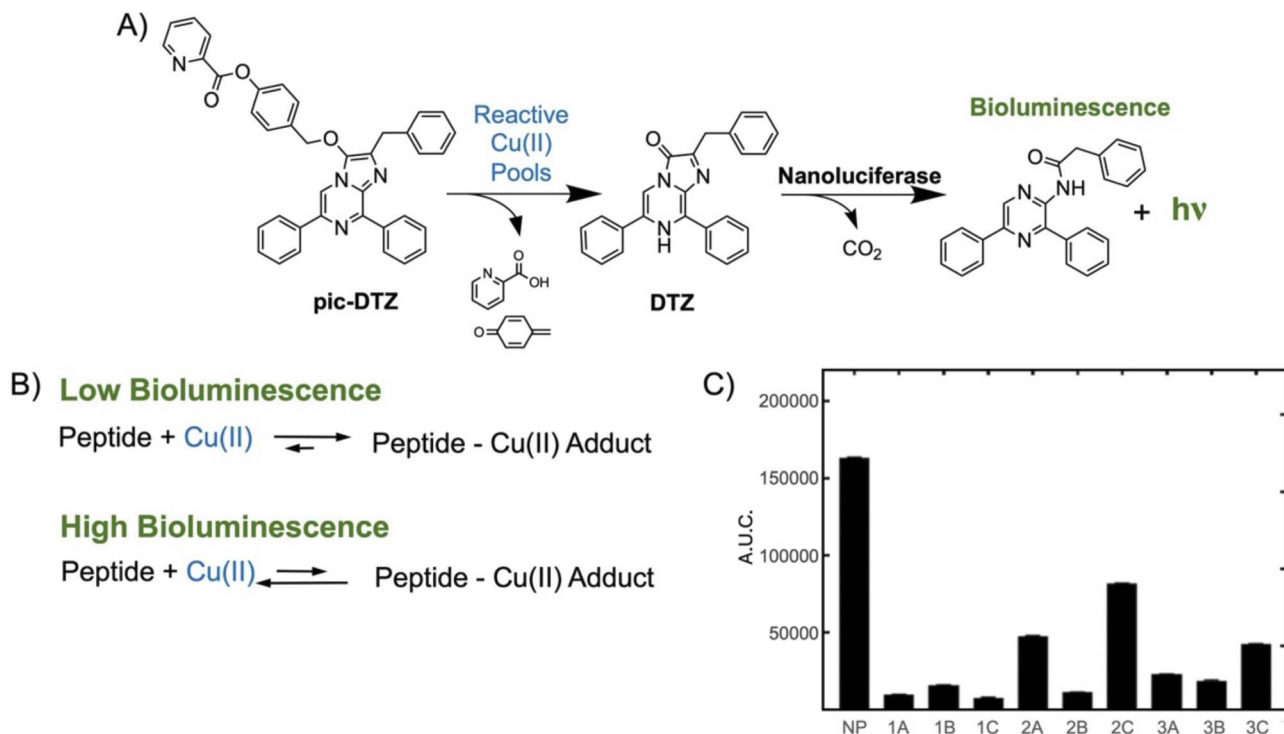 A)
N
O
O
O
N
N
N
pic-DTZ
Reactive
Cu(II)
Pools
N
O
OH
O
O
N
N
N
H
DTZ
Nanoluciferase
CO2
Bioluminescence
O
N
NH
N
+ hν
B)
Low Bioluminescence
Peptide + Cu(II)
Peptide - Cu(II) Adduct
High Bioluminescence
Peptide + Cu(II)
Peptide - Cu(II) Adduct
C)
A.U.C.
200000
150000
100000
50000
NP 1A 1B 1C 2A 2B 2C 3A 3B 3C